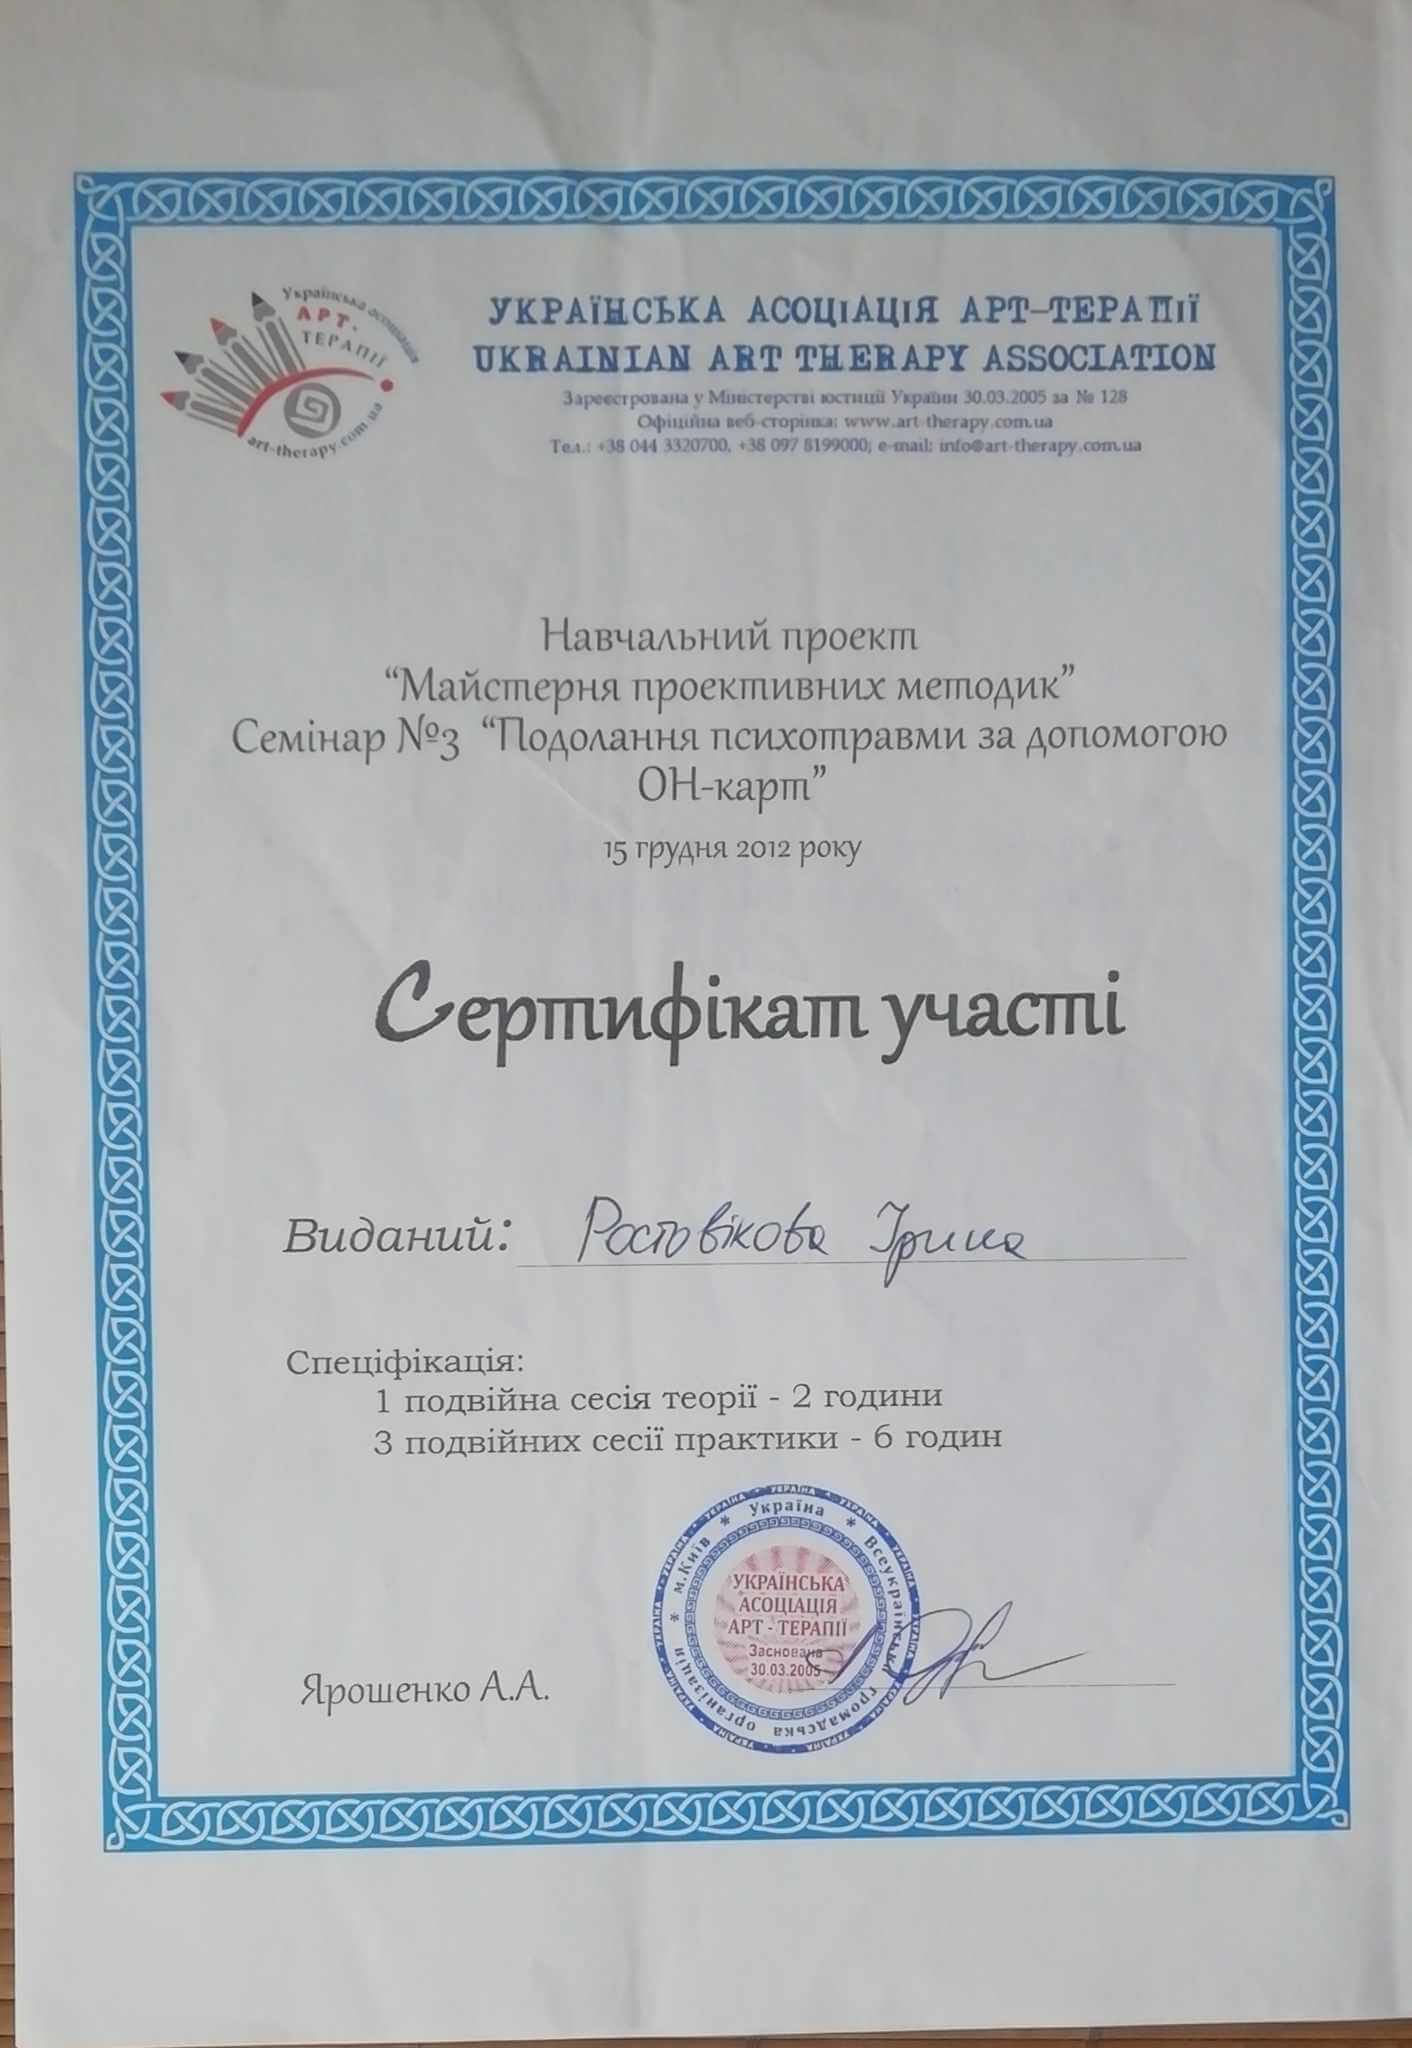 Українська асоціація
АРТ-
ТЕРАПІЇ
art-therapy.com.ua
УКРАЇНСЬКА АСОЦІАЦІЯ АРТ-ТЕРАПІЇ
UKRAINIAN ART THERAPY ASSOCIATION
Зареєстрована у Міністерстві юстиції України 30.03.2005 за № 128
Офіційна веб-сторінка: www.art-therapy.com.ua
Тел.: +38 044 3320700, +38 097 8199000; e-mail: info@art-therapy.com.ua
Навчальний проект
“Майстерня проективних методик”
Семінар №3 “Подолання психотравми за допомогою
ОН-карт”
15 грудня 2012 року
Сертифікат участі
Виданий: Ростовікова Ірина
Спеціфікація:
1 подвійна сесія теорії - 2 години
3 подвійних сесії практики - 6 годин
Ярошенко А.А.
УКРАЇНА * УКРАЇНА * УКРАЇНА
* Україна * Всеукраїнська громадська організація * м.Київ
УКРАЇНСЬКА
АСОЦІАЦІЯ
АРТ - ТЕРАПІЇ
Заснована
30.03.2005